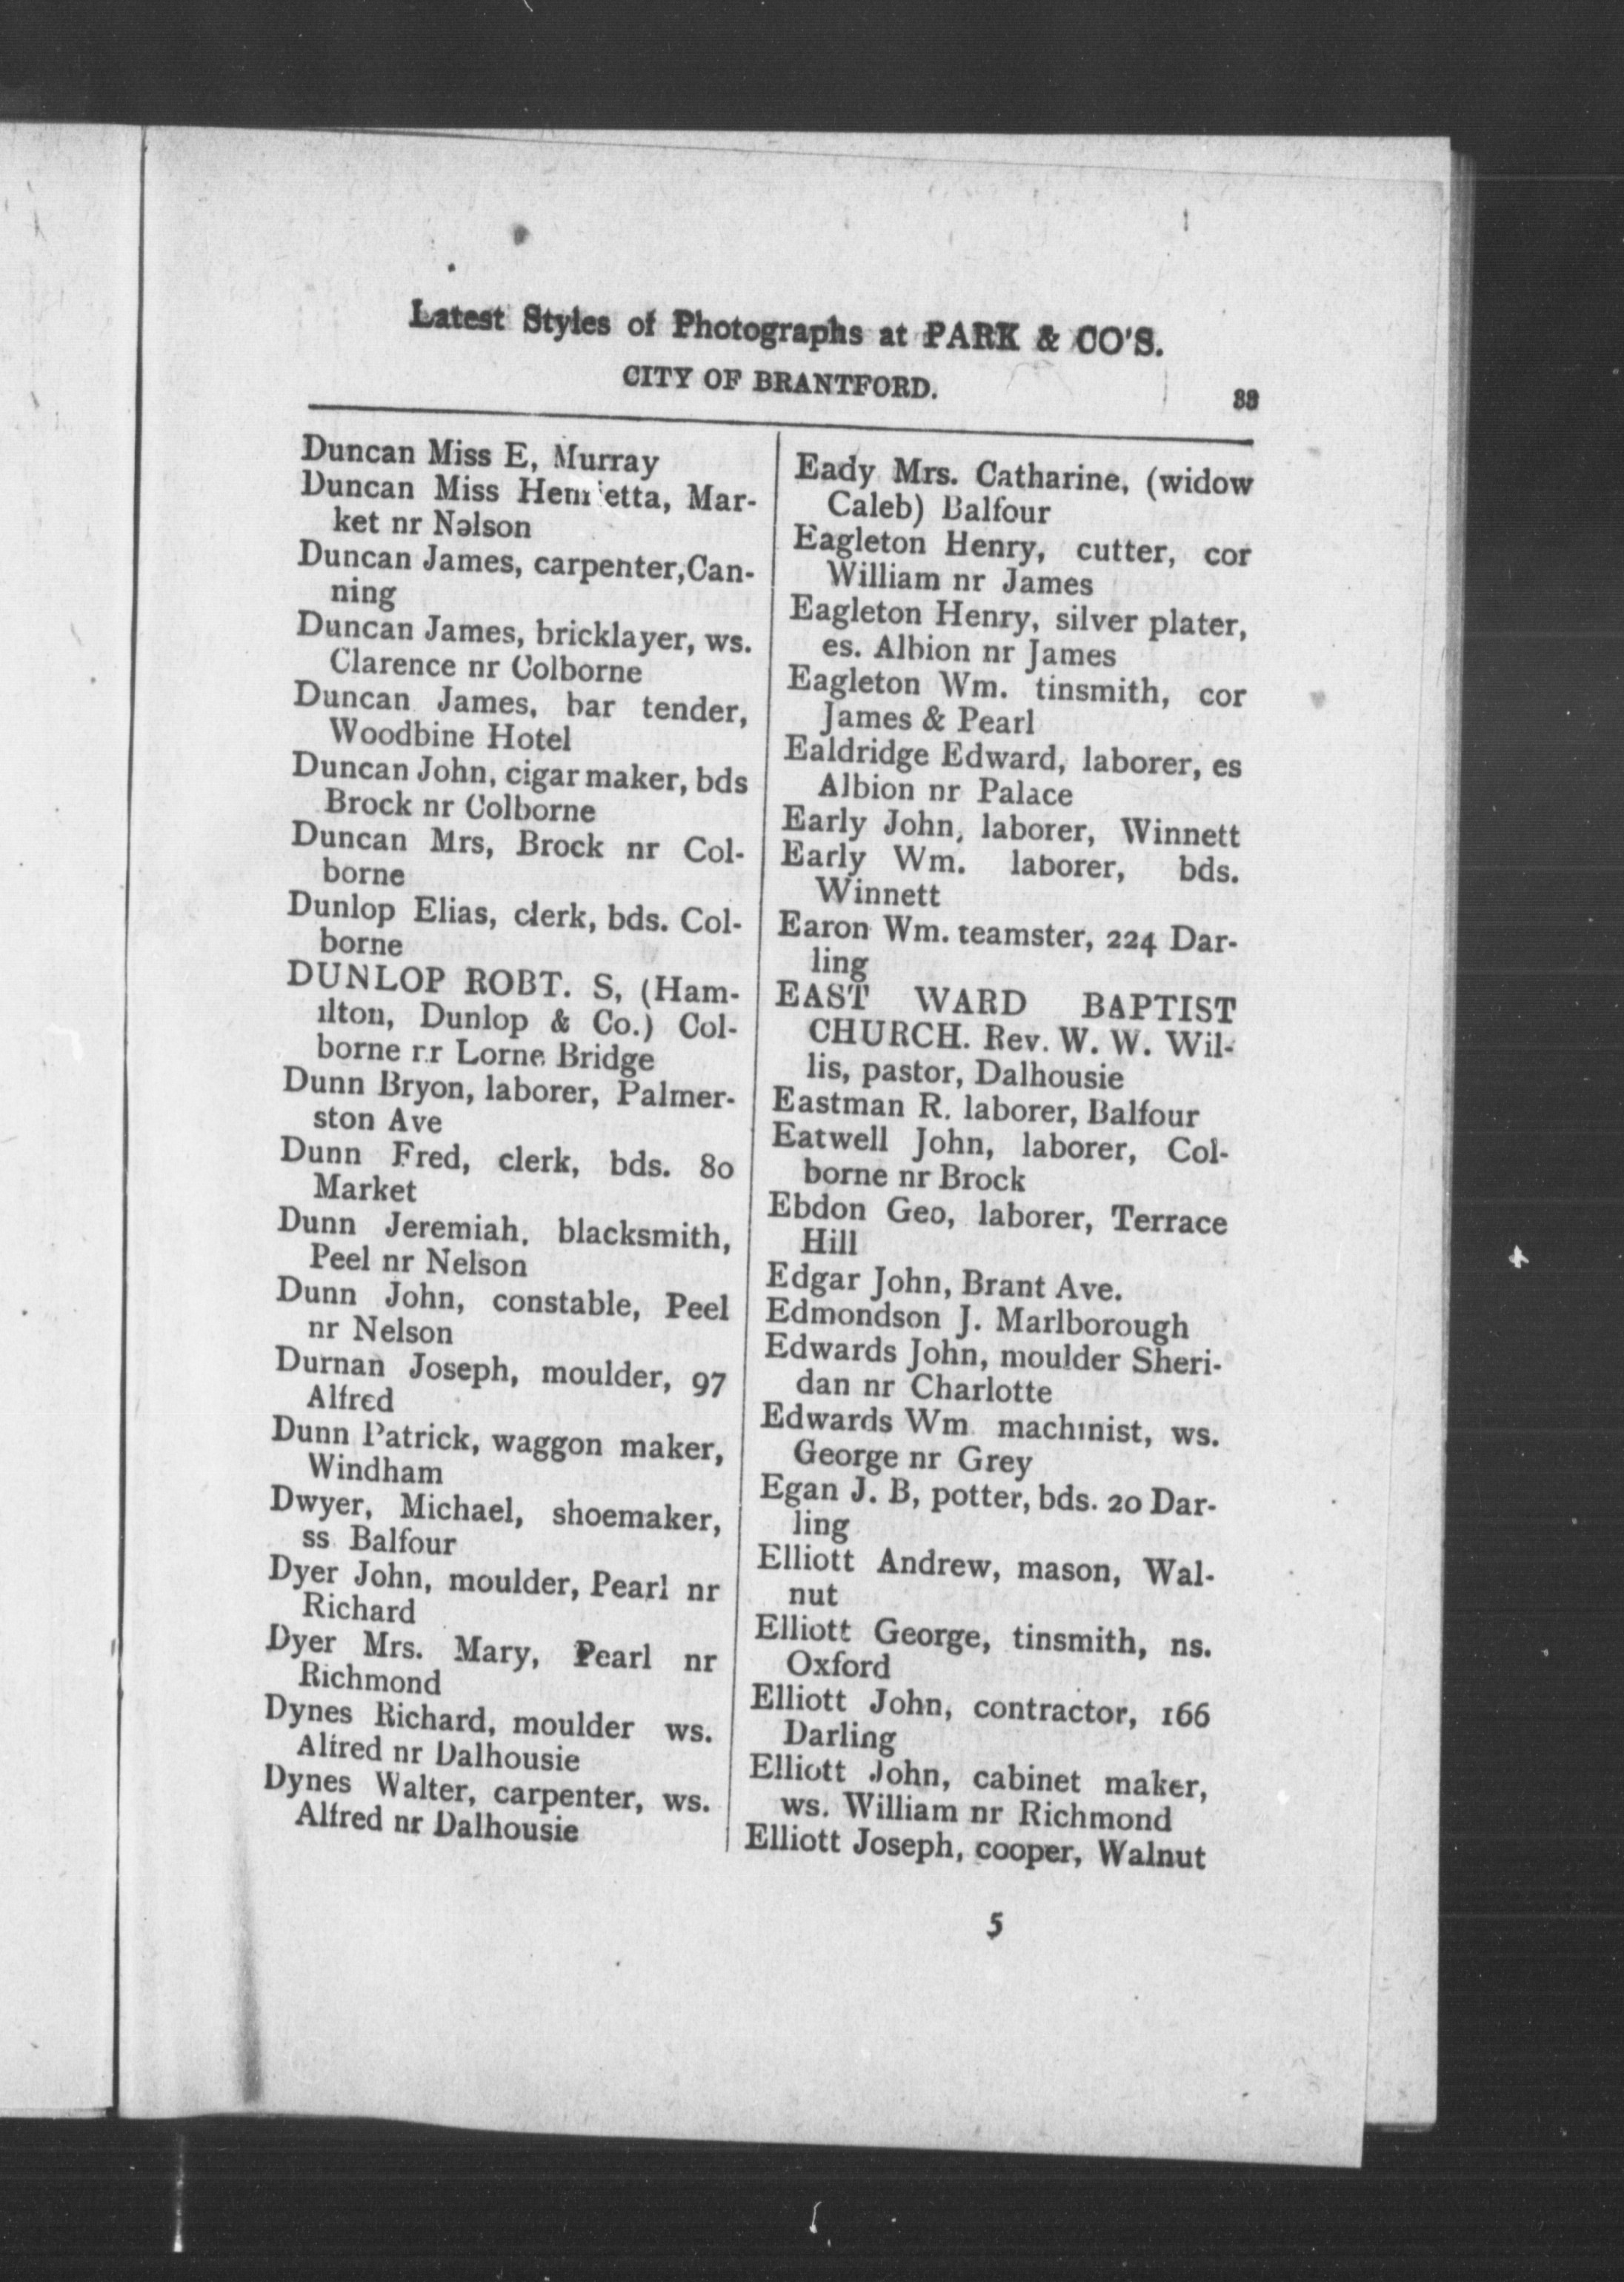 Latest Styles of Photographs at PARK & CO'S.
CITY OF BRANTFORD.
33
Duncan Miss E, Murray
Duncan Miss Henrietta, Mar-
ket nr Nelson
Duncan James, carpenter,Can-
ning
Duncan James, bricklayer, ws.
Clarence nr Colborne
Duncan James, bar tender,
Woodbine Hotel
Duncan John, cigar maker, bds
Brock nr Colborne
Duncan Mrs, Brock nr Col-
borne
Dunlop Elias, clerk, bds. Col-
borne
DUNLOP ROBT. S, (Ham-
ilton, Dunlop & Co.) Col-
borne nr Lorne Bridge
Dunn Bryon, laborer, Palmer-
ston Ave
Dunn Fred, clerk, bds. 80
Market
Dunn Jeremiah, blacksmith,
Peel nr Nelson
Dunn John, constable, Peel
nr Nelson
Durnan Joseph, moulder, 97
Alfred
Dunn Patrick, waggon maker,
Windham
Dwyer, Michael, shoemaker,
ss Balfour
Dyer John, moulder, Pearl nr
Richard
Dyer Mrs. Mary, Pearl nr
Richmond
Dynes Richard, moulder ws.
Alfred nr Dalhousie
Dynes Walter, carpenter, ws.
Alfred nr Dalhousie
Eady Mrs. Catharine, (widow
Caleb) Balfour
Eagleton Henry, cutter, cor
William nr James
Eagleton Henry, silver plater,
es. Albion nr James
Eagleton Wm. tinsmith, cor
James & Pearl
Ealdridge Edward, laborer, es
Albion nr Palace
Early John, laborer, Winnett
Early Wm. laborer, bds.
Winnett
Earon Wm. teamster, 224 Dar-
ling
EAST WARD BAPTIST
CHURCH. Rev. W. W. Wil-
lis, pastor, Dalhousie
Eastman R. laborer, Balfour
Eatwell John, laborer, Col-
borne nr Brock
Ebdon Geo, laborer, Terrace
Hill
Edgar John, Brant Ave.
Edmondson J. Marlborough
Edwards John, moulder Sheri-
dan nr Charlotte
Edwards Wm machinist, ws.
George nr Grey
Egan J. B, potter, bds. 20 Dar-
ling
Elliott Andrew, mason, Wal-
nut
Elliott George, tinsmith, ns.
Oxford
Elliott John, contractor, 166
Darling
Elliott John, cabinet maker,
ws. William nr Richmond
Elliott Joseph, cooper, Walnut
5